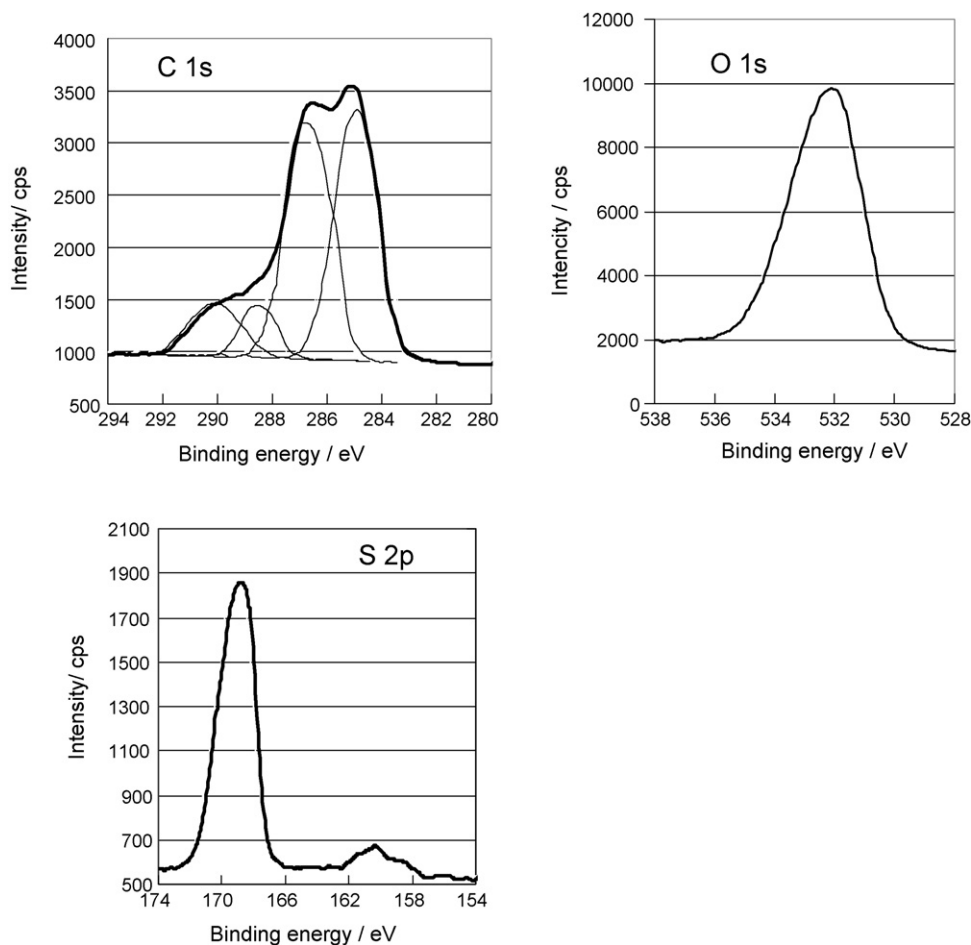 C 1s
4000
3500
3000
2500
2000
1500
1000
500
Intensity/ cps
294 292 290 288 286 284 282 280
Binding energy / eV
O 1s
12000
10000
8000
6000
4000
2000
0
Intencity / cps
538 536 534 532 530 528
Binding energy / eV
S 2p
2100
1900
1700
1500
1300
1100
900
700
500
Intensity/ cps
174 170 166 162 158 154
Binding energy / eV